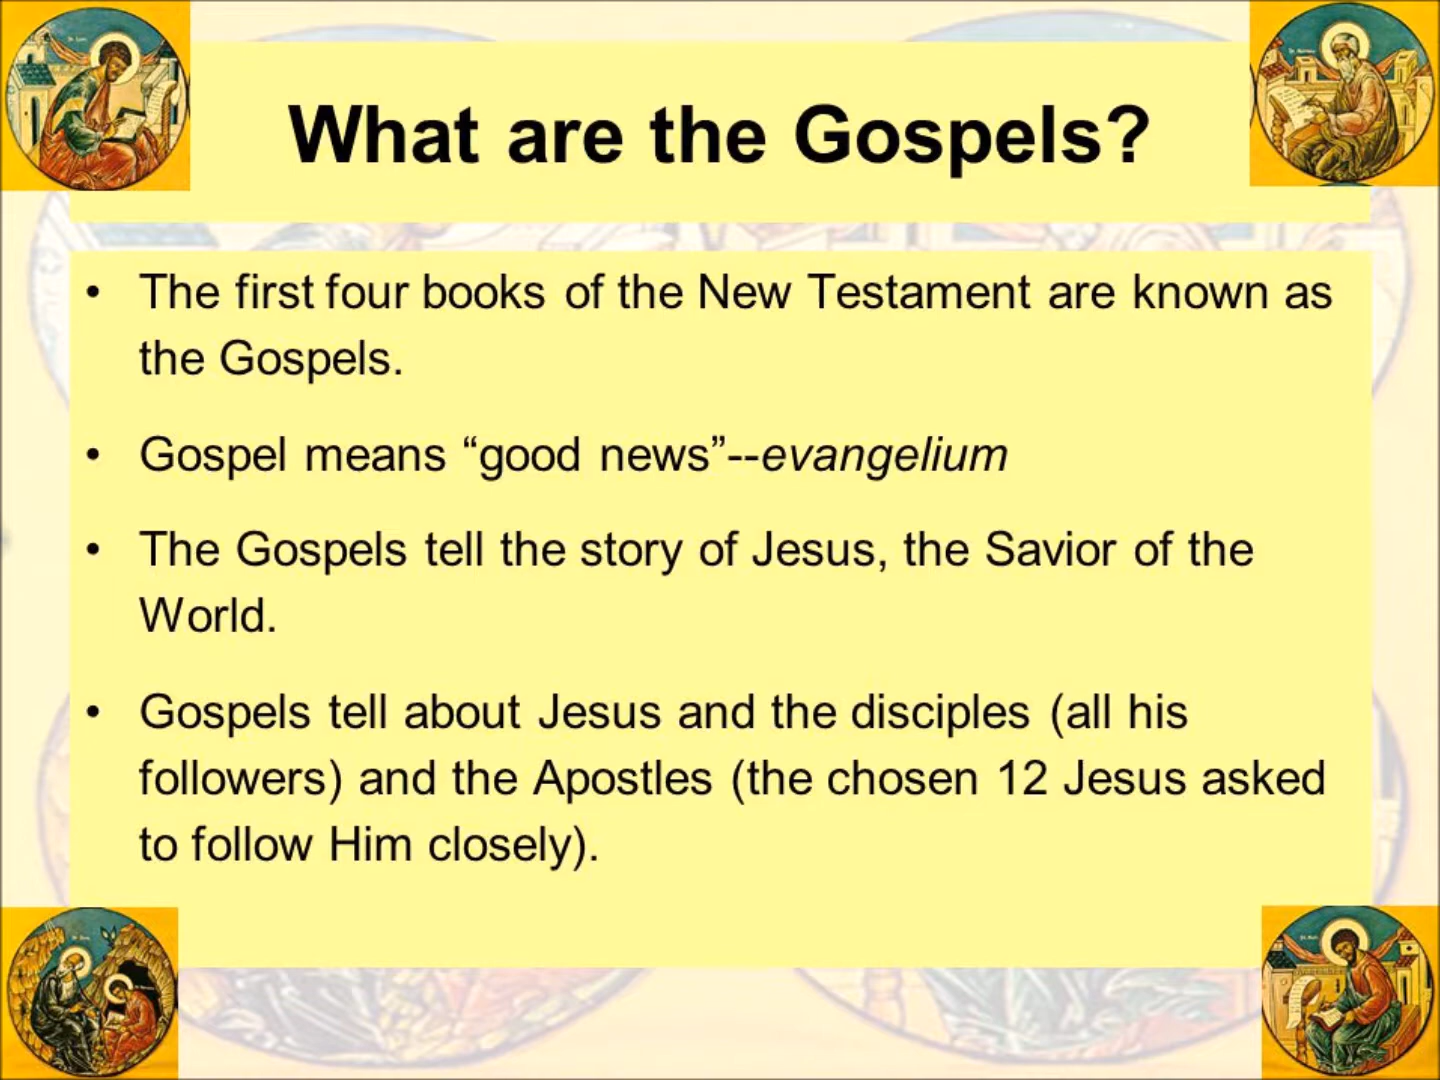 What are the Gospels?
• The first four books of the New Testament are known as
the Gospels.
• Gospel means “good news”--evangelium
• The Gospels tell the story of Jesus, the Savior of the
World.
• Gospels tell about Jesus and the disciples (all his
followers) and the Apostles (the chosen 12 Jesus asked
to follow Him closely).